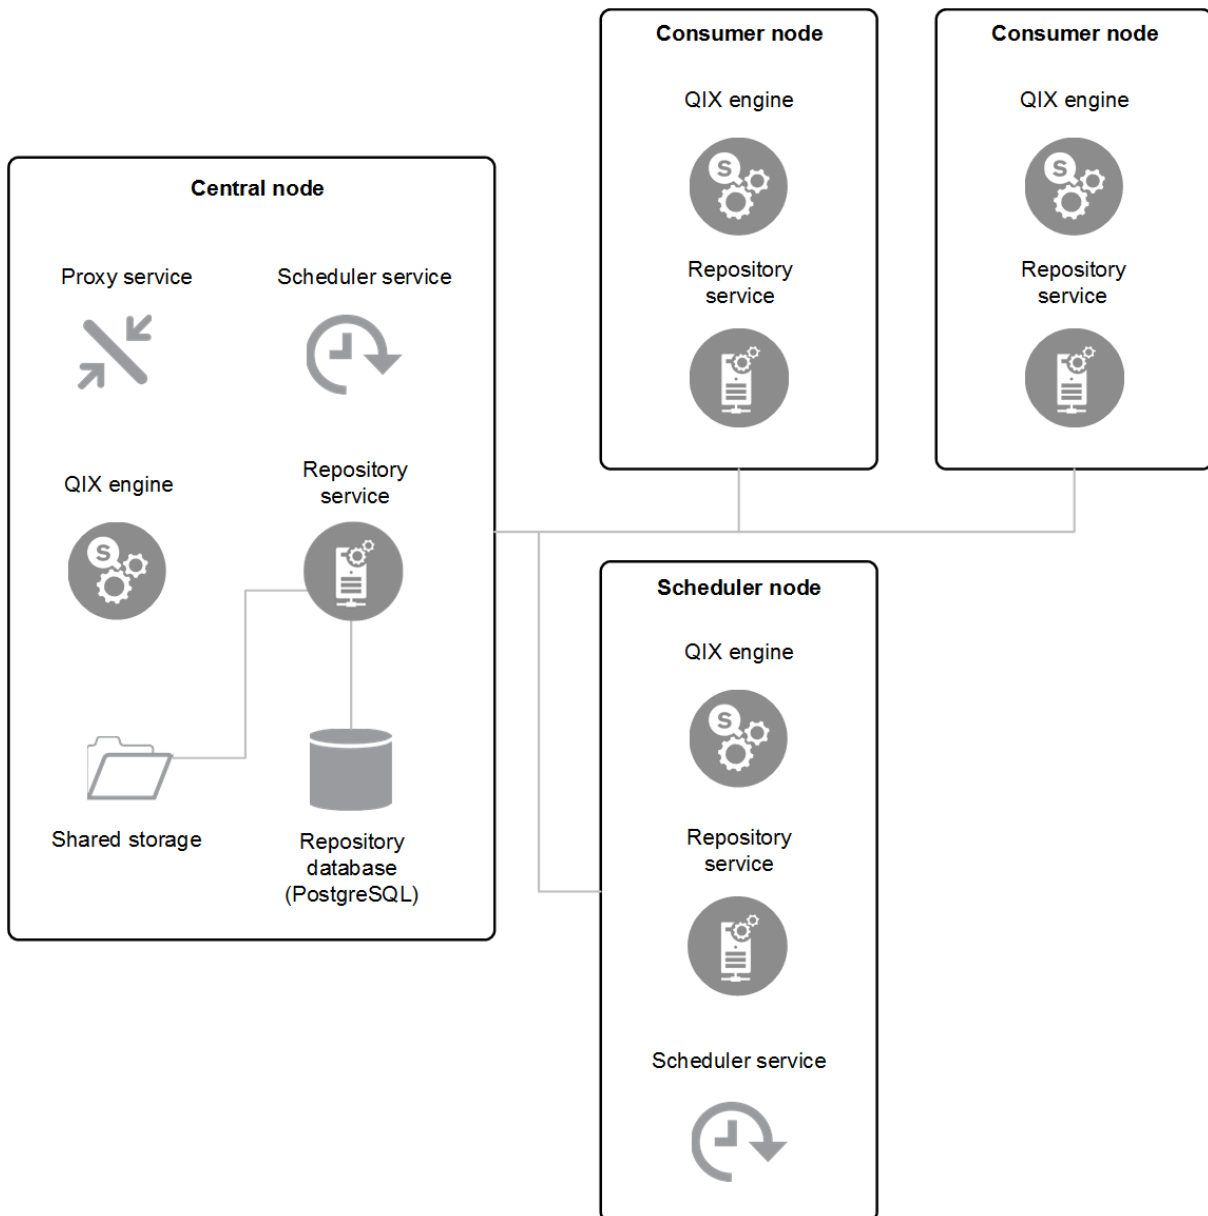 Central node
Proxy service
Scheduler service
QIX engine
Repository
service
S
Shared storage
Repository
database
(PostgreSQL)
Consumer node
QIX engine
S
Repository
service
Consumer node
QIX engine
S
Repository
service
Scheduler node
QIX engine
S
Repository
service
Scheduler service